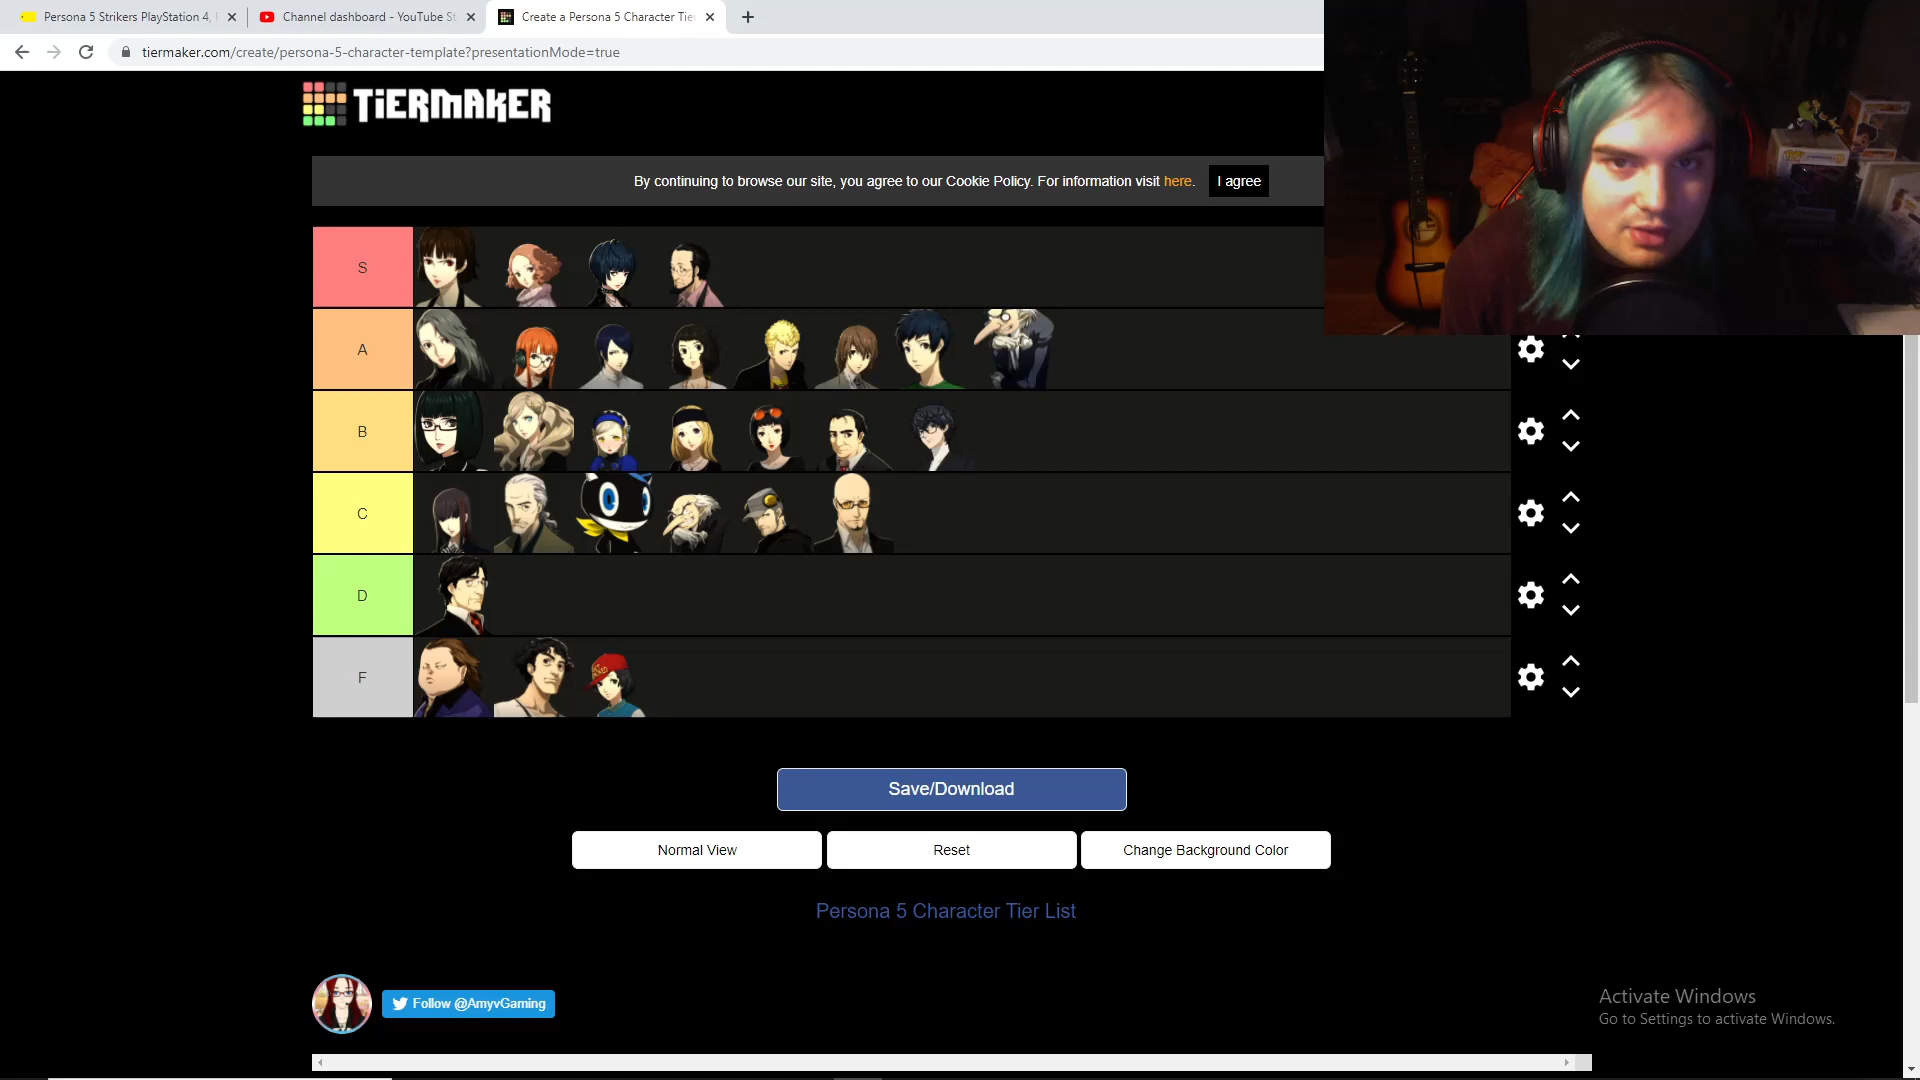 Persona 5 Strikers PlayStation 4,
Channel dashboard - YouTube St
Create a Persona 5 Character Tie
tiermaker.com/create/persona-5-character-template?presentationMode=true
TiERMAKER
By continuing to browse our site, you agree to our Cookie Policy. For information visit here.
I agree
S
A
B
C
D
F
Save/Download
Normal View
Reset
Change Background Color
Persona 5 Character Tier List
Follow @AmyvGaming
Activate Windows
Go to Settings to activate Windows.